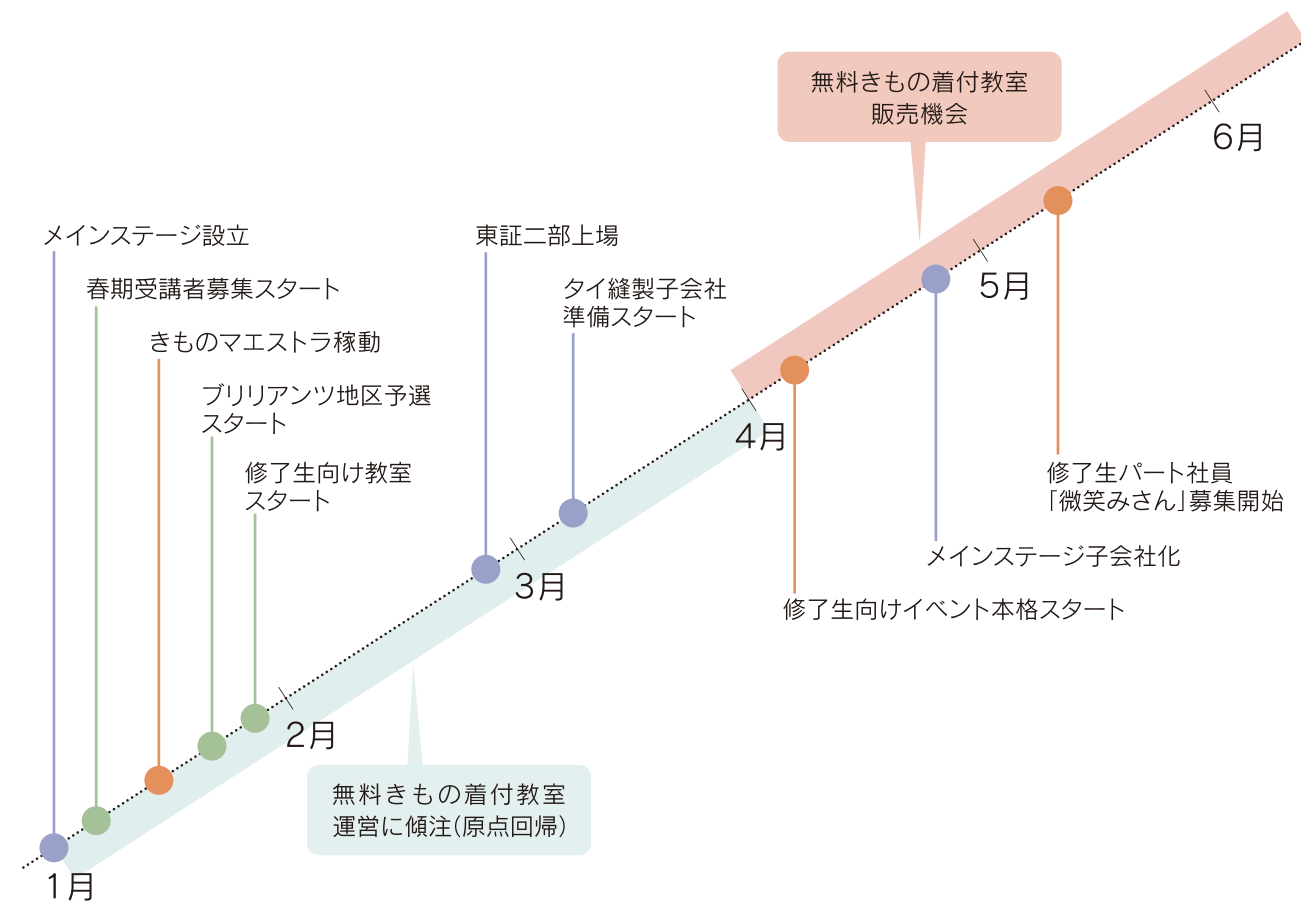 無料きもの着付教室
販売機会
6月
メインステージ設立
東証二部上場
春期受講者募集スタート
タイ縫製子会社
準備スタート
5月
きものマエストラ稼動
ブリリアンツ地区予選
スタート
4月
修了生向け教室
スタート
修了生パート社員
「微笑みさん」募集開始
メインステージ子会社化
3月
修了生向けイベント本格スタート
2月
無料きもの着付教室
運営に傾注(原点回帰)
1月